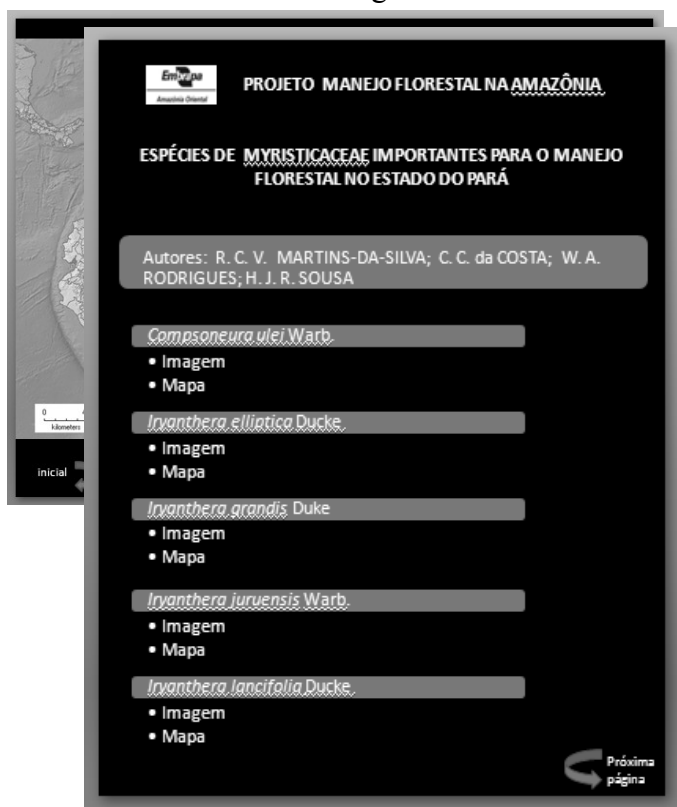 Embrapa
Amazônia Oriental
PROJETO MANEJO FLORESTAL NA AMAZÔNIA
ESPÉCIES DE MYRISTICACEAE IMPORTANTES PARA O MANEJO
FLORESTAL NO ESTADO DO PARÁ
Autores: R. C. V. MARTINS-DA-SILVA; C. C. da COSTA; W. A.
RODRIGUES; H. J. R. SOUSA
Compsoneura ulei Warb.
• Imagem
• Mapa
Iryanthera elliptica Ducke
• Imagem
• Mapa
Iryanthera grandis Duke
• Imagem
• Mapa
Iryanthera juruensis Warb.
• Imagem
• Mapa
Iryanthera lancifolia Ducke
• Imagem
• Mapa
Próxima
página
0
kilometers
inicial